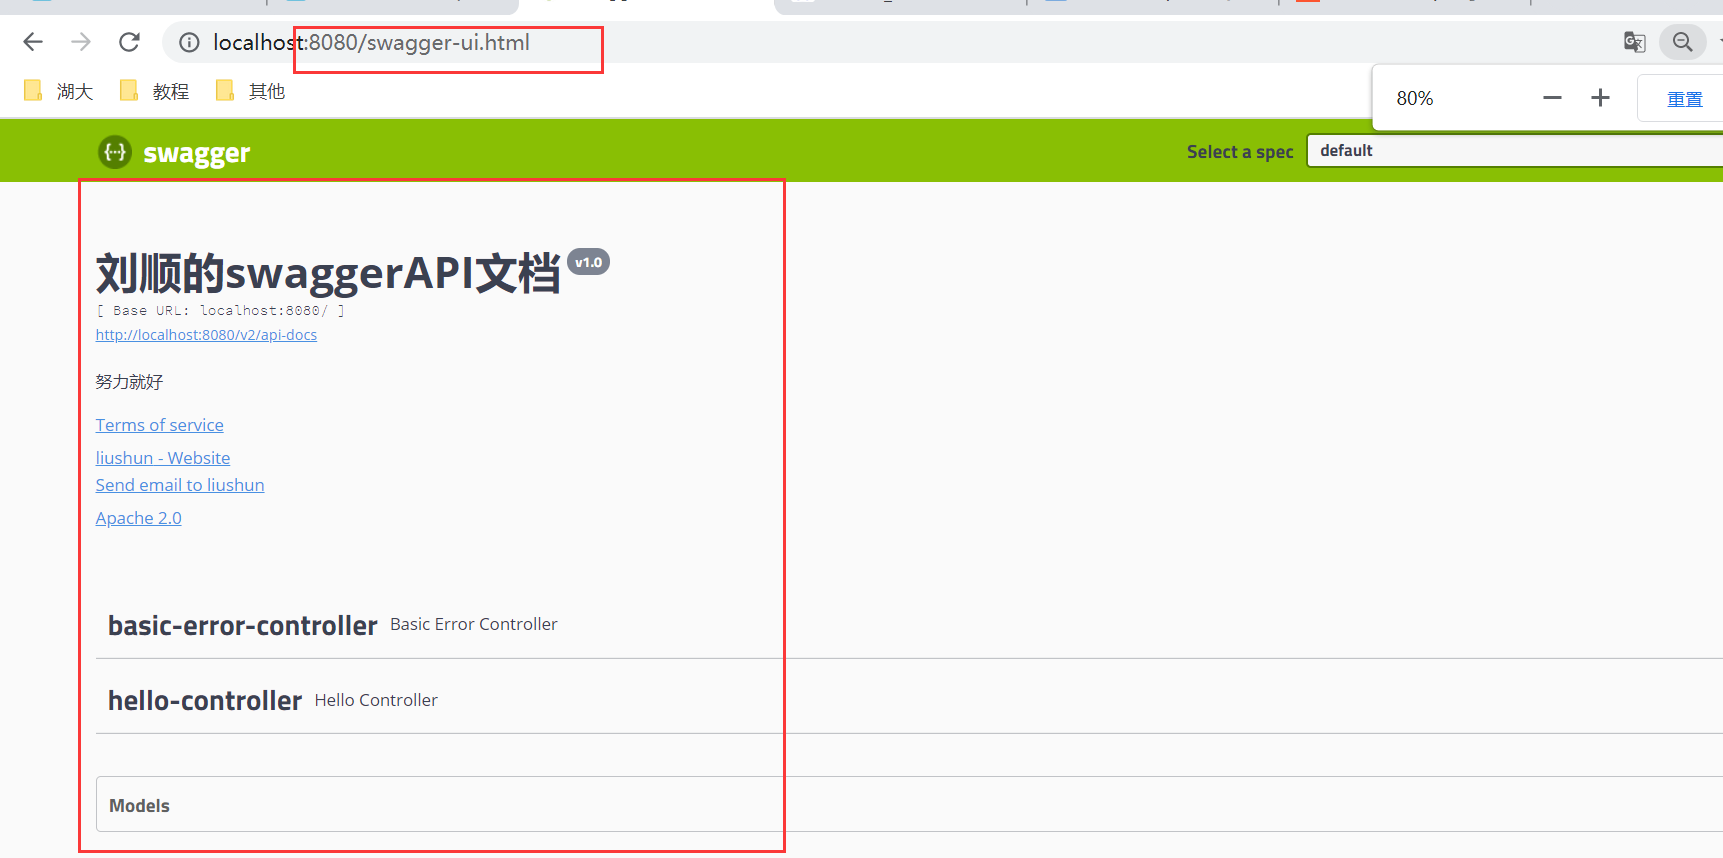 localhost:8080/swagger-ui.html
湖大 教程 其他
80% 重置
swagger Select a spec default
刘顺的swaggerAPI文档 v1.0
[ Base URL: localhost:8080/ ]
http://localhost:8080/v2/api-docs
努力就好
Terms of service
liushun - Website
Send email to liushun
Apache 2.0
basic-error-controller Basic Error Controller
hello-controller Hello Controller
Models